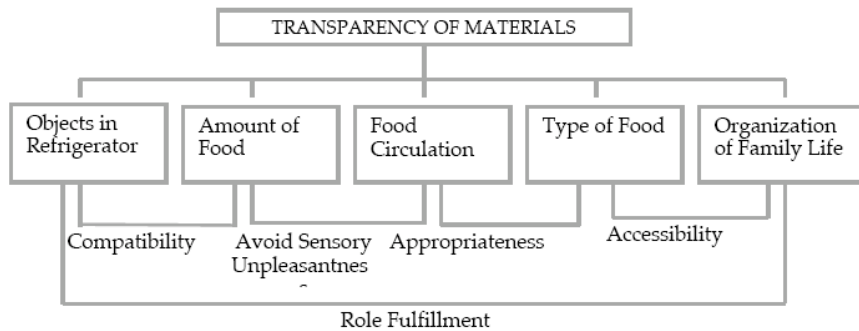 TRANSPARENCY OF MATERIALS
Objects in
Refrigerator
Amount of
Food
Food
Circulation
Type of Food
Organization
of Family Life
Compatibility
Avoid Sensory
Unpleasantnes
Appropriateness
Accessibility
Role Fulfillment